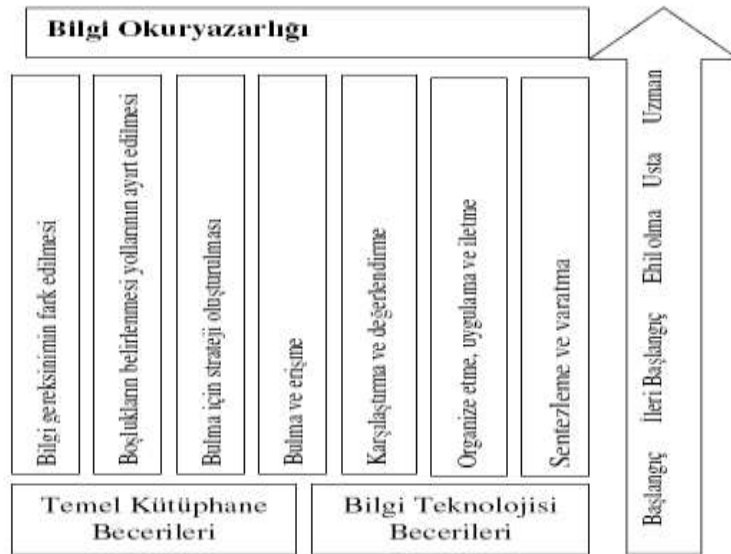 Bilgi Okuryazarlığı
Bilgi gereksinimin fark edilmesi
Boşlukların belirlenmesi yollarının ayırt edilmesi
Bulma için strateji oluşturulması
Bulma ve erişme
Karşılaştırma ve değerlendirme
Organize etme, uygulama ve iletme
Sentezleme ve varatma
Başlangıç İleri Başlangıç Ehil olma Usta Uzman
Temel Kütüphane
Becerileri
Bilgi Teknolojisi
Becerileri